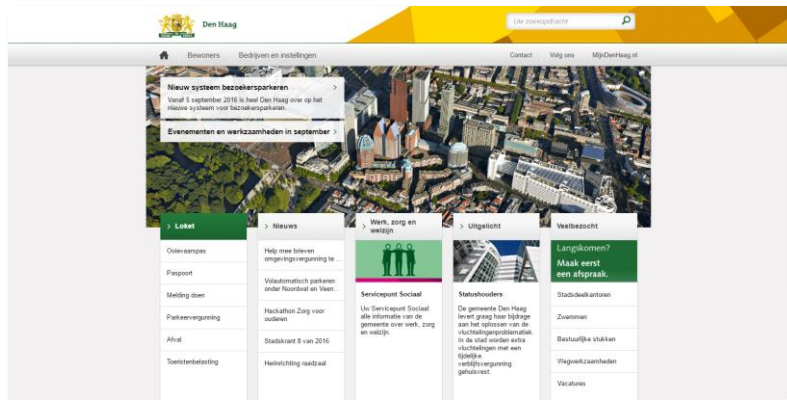 Den Haag
Uw zoekopdracht
Bewoners
Bedrijven en instellingen
Contact
Volg ons
MijnDenHaag.nl
Nieuw systeem bezoekersparkeren >
Vanaf 5 september 2016 is heel Den Haag over op het
nieuwe systeem voor bezoekersparkeren.
Evenementen en werkzaamheden in september >
> Loket
Ooievaarspas
Paspoort
Melding doen
Parkeervergunning
Afval
Toeristenbelasting
> Nieuws
Help mee brieven
omgevingsvergunning te ...
Volautomatisch parkeren
onder Noordwal en Veen...
Hackathon Zorg voor
ouderen
Stadskrant 8 van 2016
Herinrichting raadzaal
> Werk, zorg en
welzijn
Servicepunt Sociaal
Uw Servicepunt Sociaal
alle informatie van de
gemeente over werk, zorg
en welzijn.
> Uitgelicht
Statushouders
De gemeente Den Haag
levert graag haar bijdrage
aan het oplossen van de
vluchtelingenproblematiek.
In de stad worden extra
vluchtelingen met een
tijdelijke
verblijfsvergunning
gehuisvest.
Veelbezocht
Langskomen?
Maak eerst
een afspraak.
Stadsdeelkantoren
Zwemmen
Bestuurlijke stukken
Wegwerkzaamheden
Vacatures